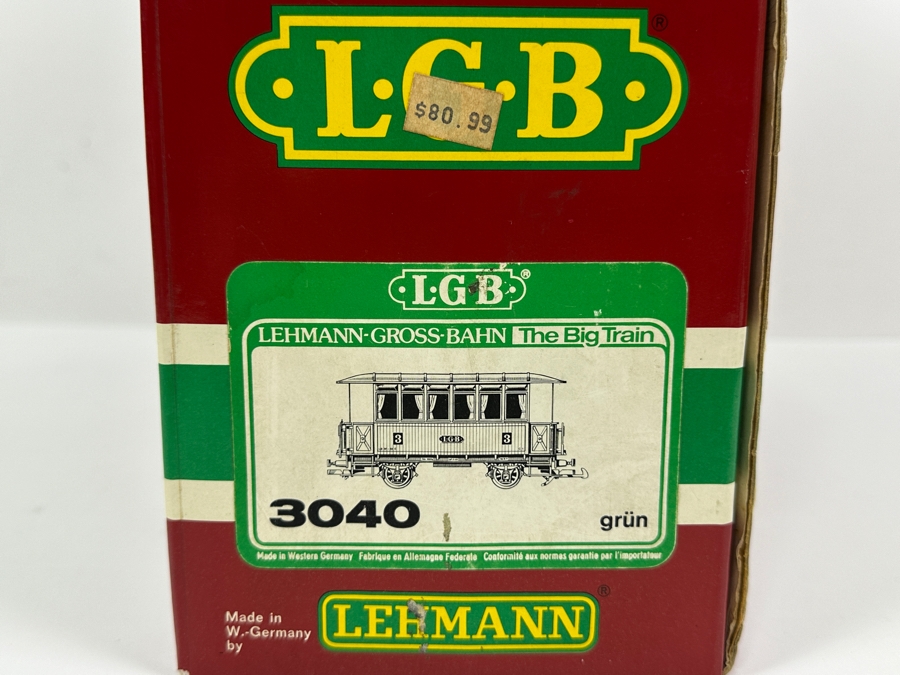 L·G·B ®
$80.99
L·G·B ®
LEHMANN-GROSS-BAHN The Big Train
3 LGB 3
3040 grün
Made in Western Germany Fabrique en Allemagne Federale Conformité aux normes garantie par l'importateur
Made in
W.-Germany
by
LEHMANN ®